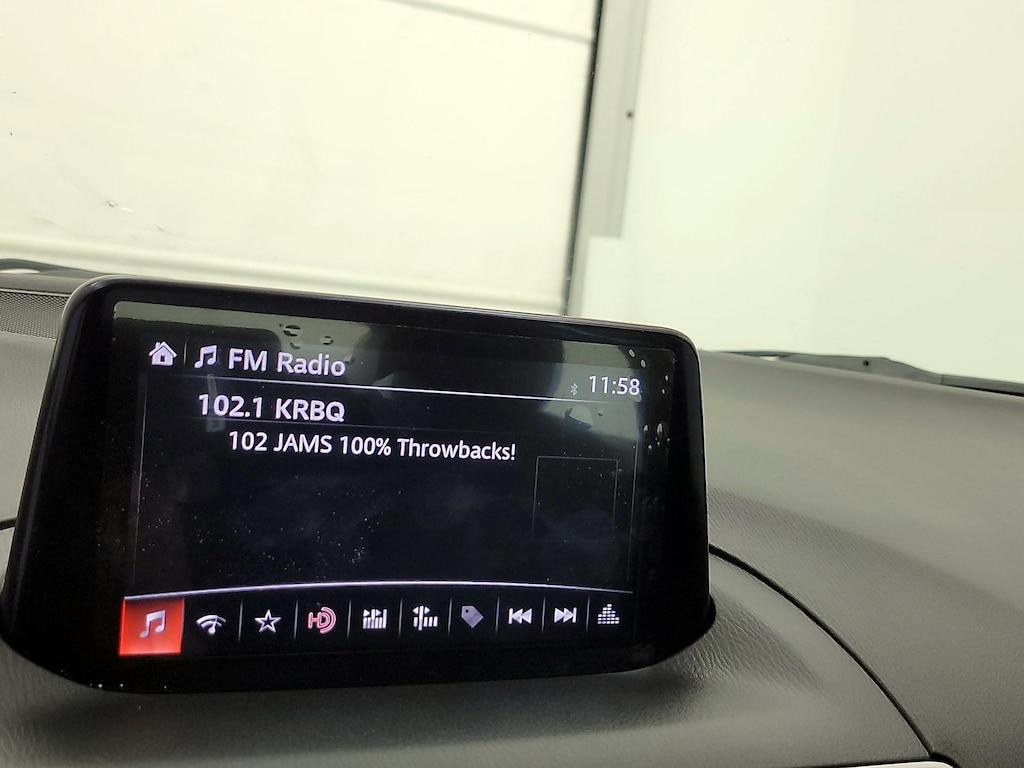 FM Radio
11:58
102.1 KRBQ
102 JAMS 100% Throwbacks!
HD